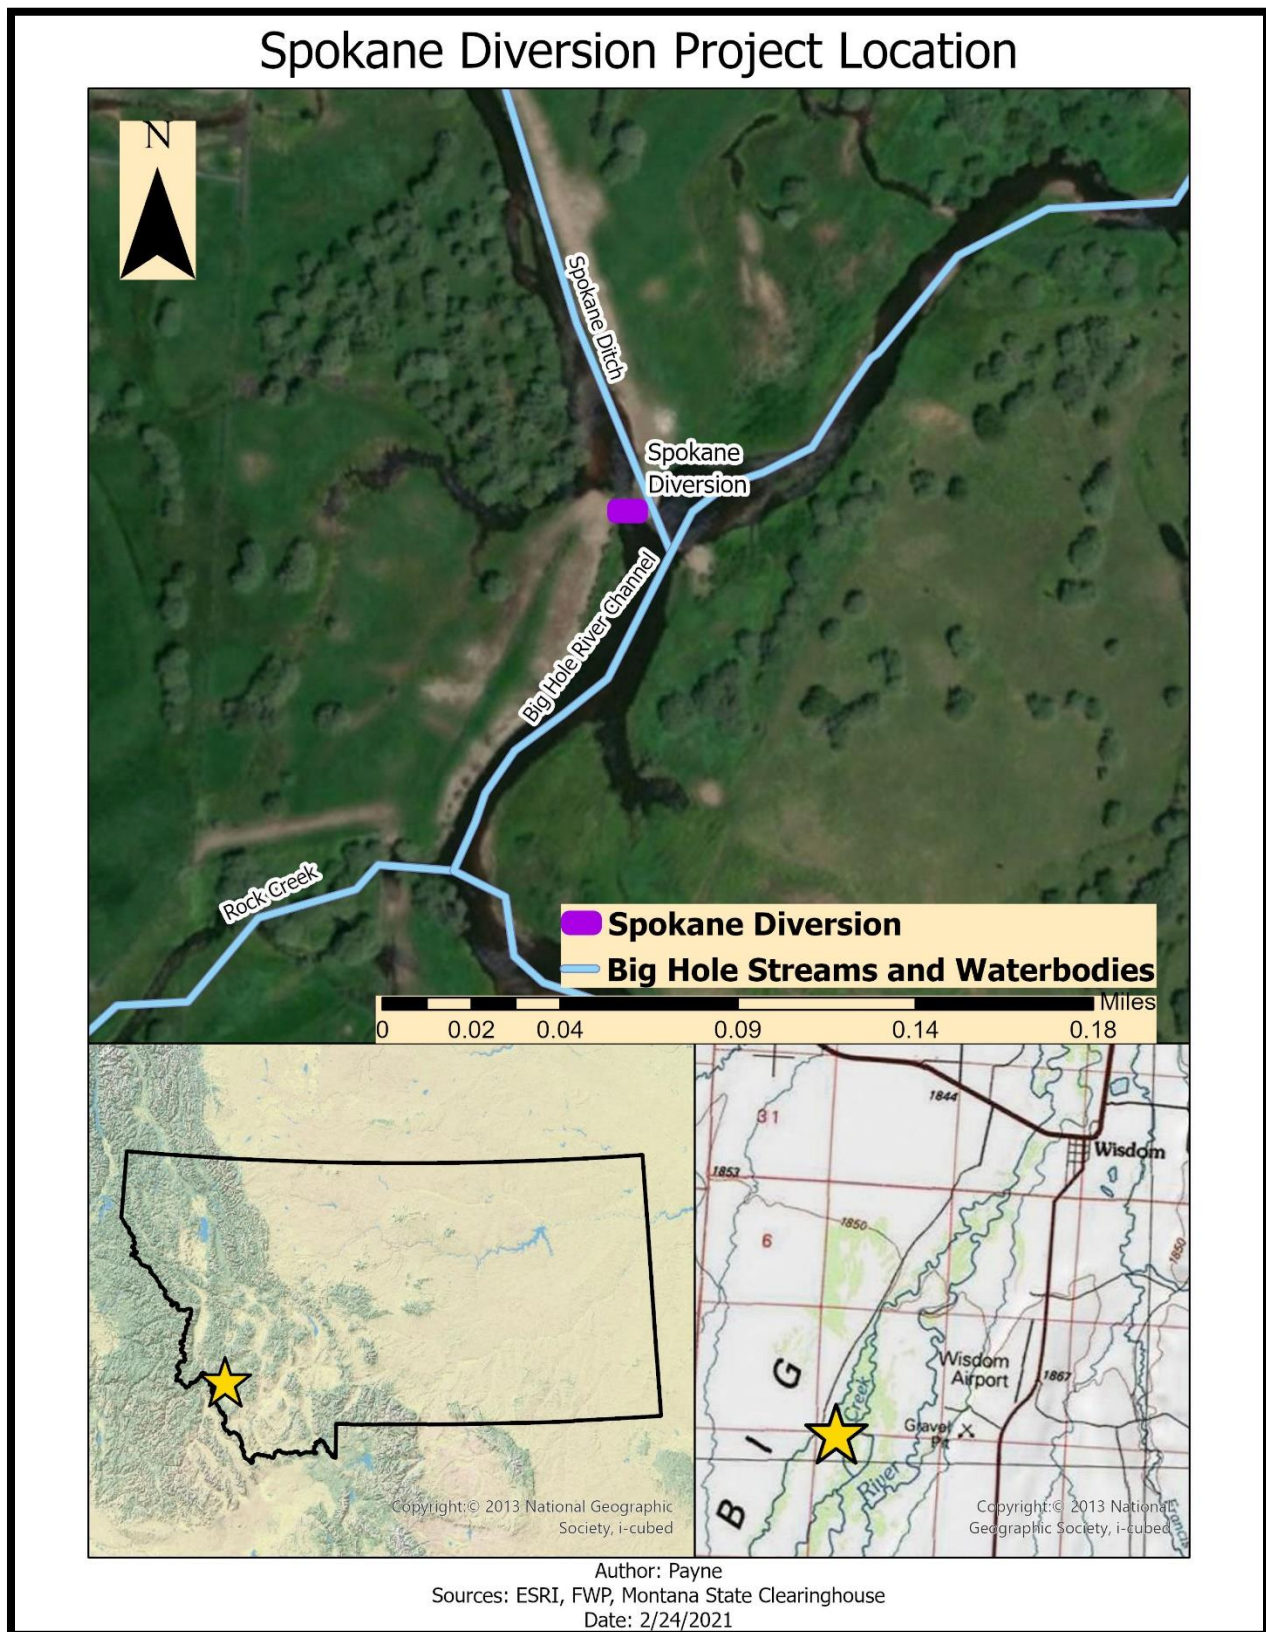 Spokane Diversion Project Location
N
Spokane Ditch
Spokane
Diversion
Big Hole River Channel
Rock Creek
Spokane Diversion
Big Hole Streams and Waterbodies
Miles
0 0.02 0.04 0.09 0.14 0.18
Copyright:© 2013 National Geographic
Society, i-cubed
1844
31
Wisdom
1853
1850
6
1850
Wisdom
Airport
1867
B I G
Creek
Gravel
Pit
River
Francis
Copyright:© 2013 National
Geographic Society, i-cubed
Author: Payne
Sources: ESRI, FWP, Montana State Clearinghouse
Date: 2/24/2021